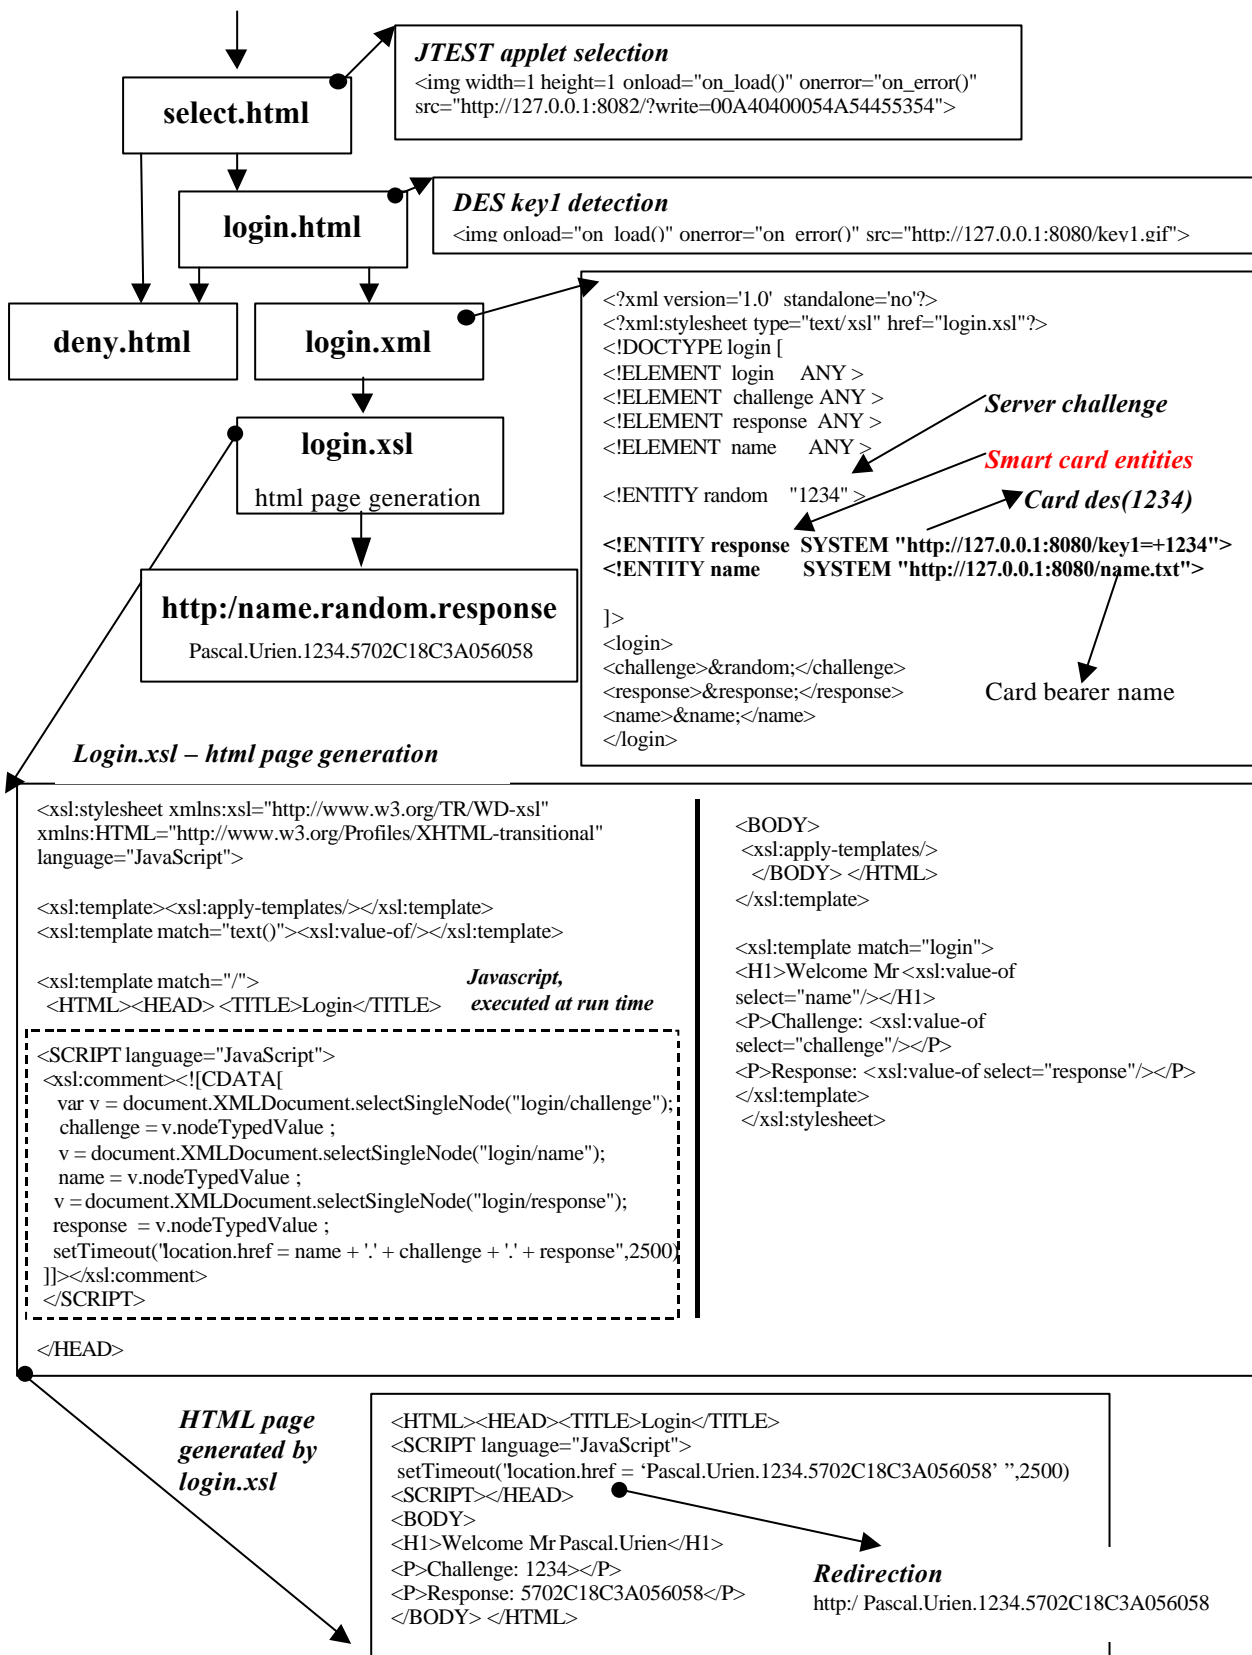 JTEST applet selection
<img width=1 height=1 onload="on_load()" onerror="on_error()"
src="http://127.0.0.1:8082/?write=00A40400054A54455354">
select.html
DES key1 detection
<img onload="on_load()" onerror="on_error()" src="http://127.0.0.1:8080/key1.gif">
login.html
deny.html
login.xml
<?xml version='1.0' standalone='no'?>
<?xml:stylesheet type="text/xsl" href="login.xsl"?>
<!DOCTYPE login [
<!ELEMENT login ANY >
<!ELEMENT challenge ANY >
<!ELEMENT response ANY >
<!ELEMENT name ANY >
Server challenge
Smart card entities
<!ENTITY random "1234" >
Card des(1234)
<!ENTITY response SYSTEM "http://127.0.0.1:8080/key1=+1234">
<!ENTITY name SYSTEM "http://127.0.0.1:8080/name.txt">
]>
<login>
<challenge>&random;</challenge>
<response>&response;</response>
<name>&name;</name>
</login>
Card bearer name
login.xsl
html page generation
http:/name.random.response
Pascal.Urien.1234.5702C18C3A056058
Login.xsl – html page generation
<xsl:stylesheet xmlns:xsl="http://www.w3.org/TR/WD-xsl"
xmlns:HTML="http://www.w3.org/Profiles/XHTML-transitional"
language="JavaScript">
<xsl:template><xsl:apply-templates/></xsl:template>
<xsl:template match="text()"><xsl:value-of/></xsl:template>
<xsl:template match="/">
<HTML><HEAD> <TITLE>Login</TITLE>
Javascript,
executed at run time
<SCRIPT language="JavaScript">
<xsl:comment><![CDATA[
var v = document.XMLDocument.selectSingleNode("login/challenge");
challenge = v.nodeTypedValue ;
v = document.XMLDocument.selectSingleNode("login/name");
name = v.nodeTypedValue ;
v = document.XMLDocument.selectSingleNode("login/response");
response = v.nodeTypedValue ;
setTimeout("location.href = name + '.' + challenge + '.' + response",2500)
]]></xsl:comment>
</SCRIPT>
</HEAD>
<BODY>
<xsl:apply-templates/>
</BODY> </HTML>
</xsl:template>
<xsl:template match="login">
<H1>Welcome Mr <xsl:value-of
select="name"/></H1>
<P>Challenge: <xsl:value-of
select="challenge"/></P>
<P>Response: <xsl:value-of select="response"/></P>
</xsl:template>
</xsl:stylesheet>
HTML page
generated by
login.xsl
<HTML><HEAD><TITLE>Login</TITLE>
<SCRIPT language="JavaScript">
setTimeout("location.href = ‘Pascal.Urien.1234.5702C18C3A056058’ ”,2500)
<SCRIPT></HEAD>
<BODY>
<H1>Welcome Mr Pascal.Urien</H1>
<P>Challenge: 1234></P>
<P>Response: 5702C18C3A056058</P>
</BODY> </HTML>
Redirection
http:/ Pascal.Urien.1234.5702C18C3A056058